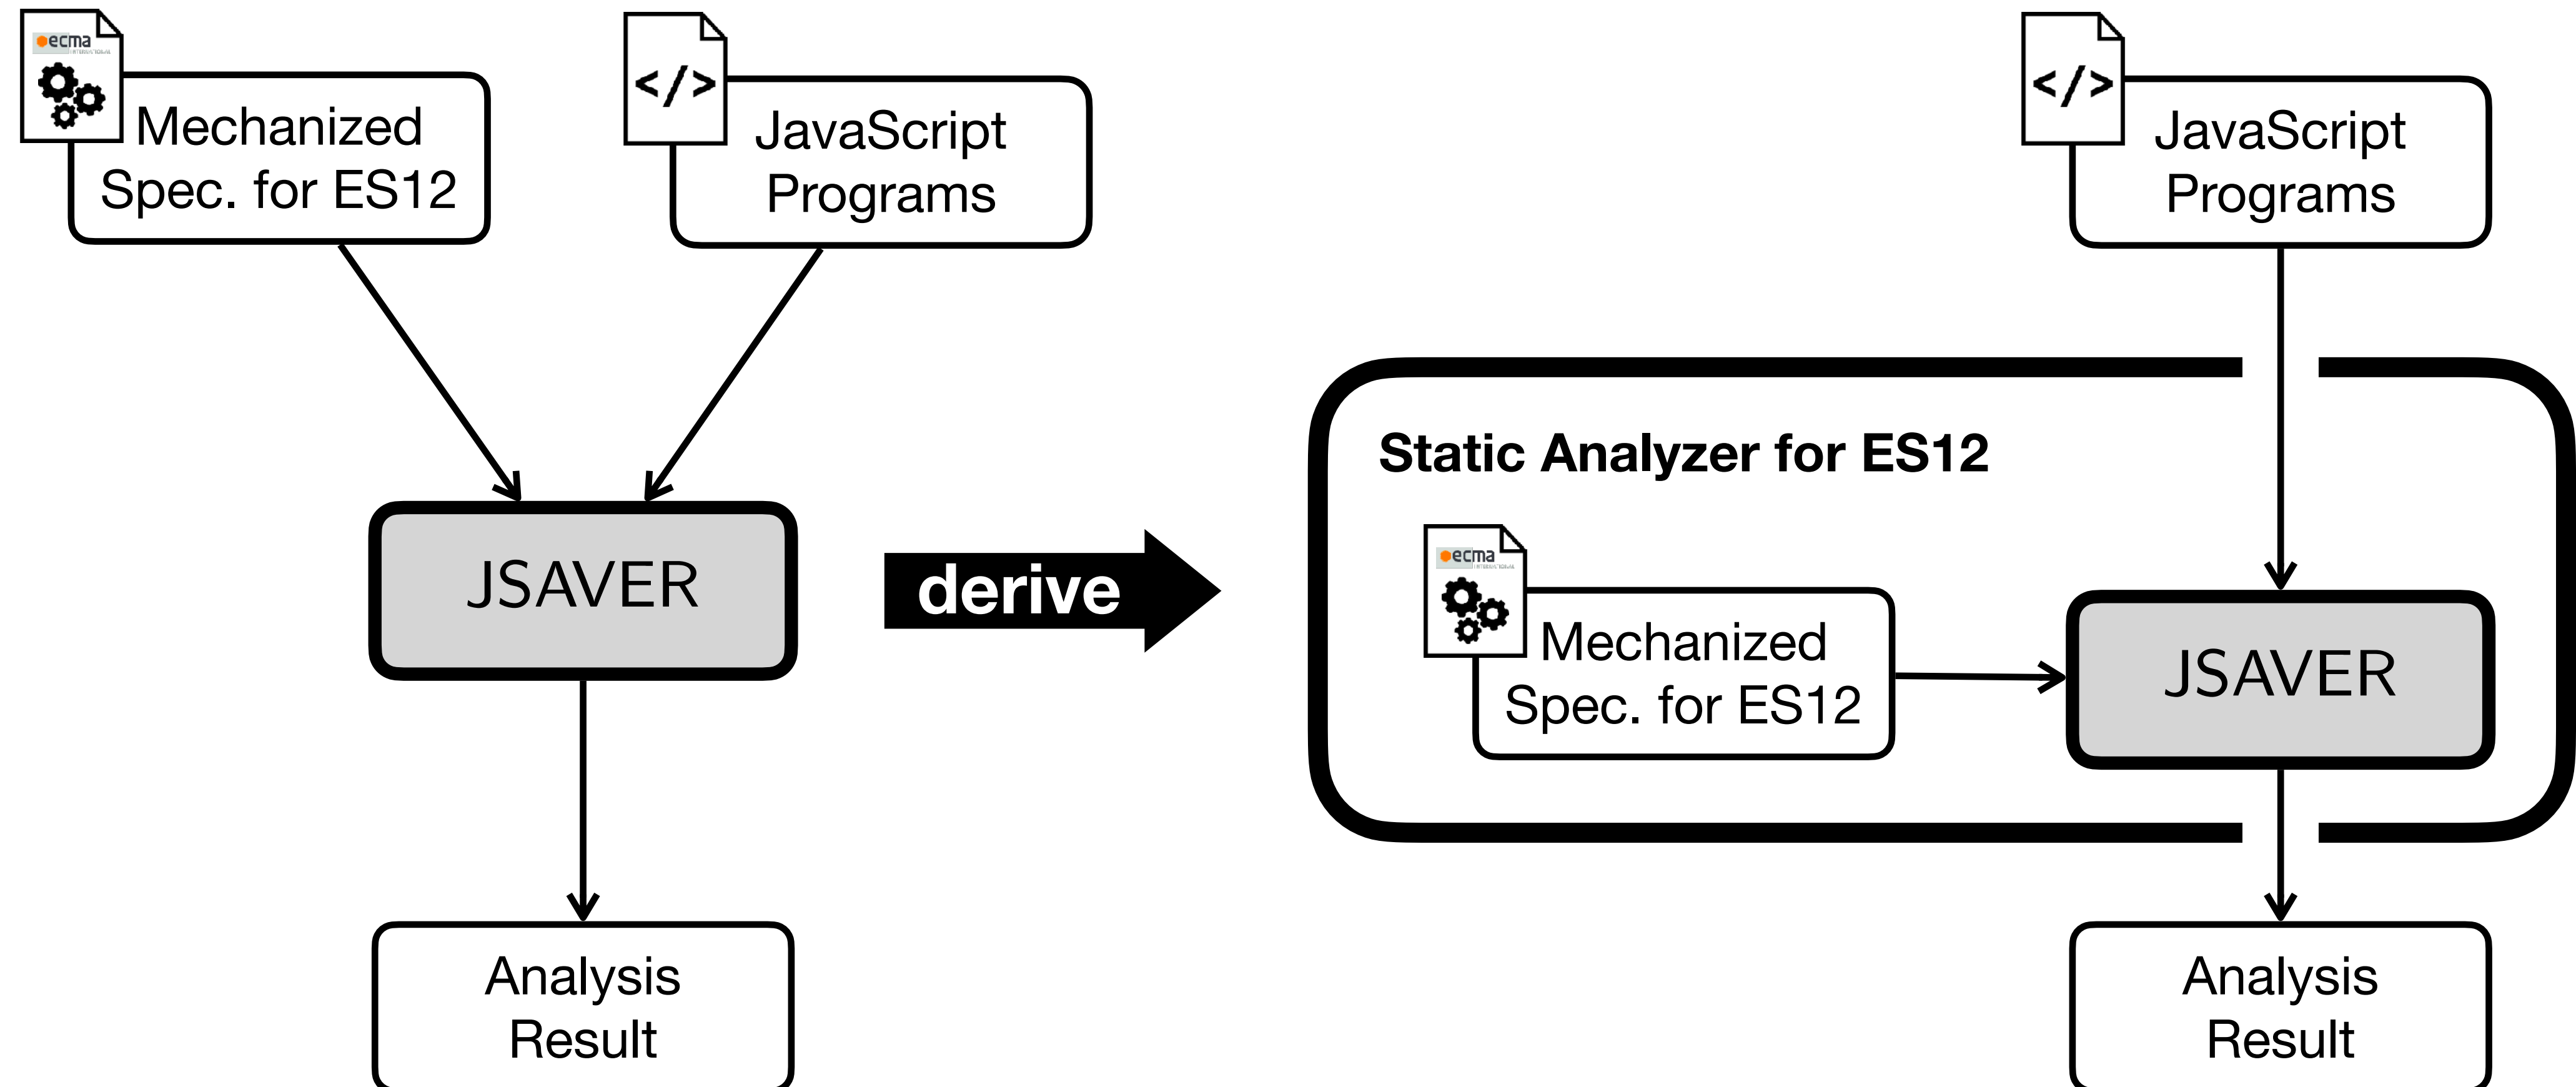 ecma
Mechanized
Spec. for ES12
</>
JavaScript
Programs
JSAVER
Analysis
Result
derive
</>
JavaScript
Programs
Static Analyzer for ES12
ecma
Mechanized
Spec. for ES12
JSAVER
Analysis
Result